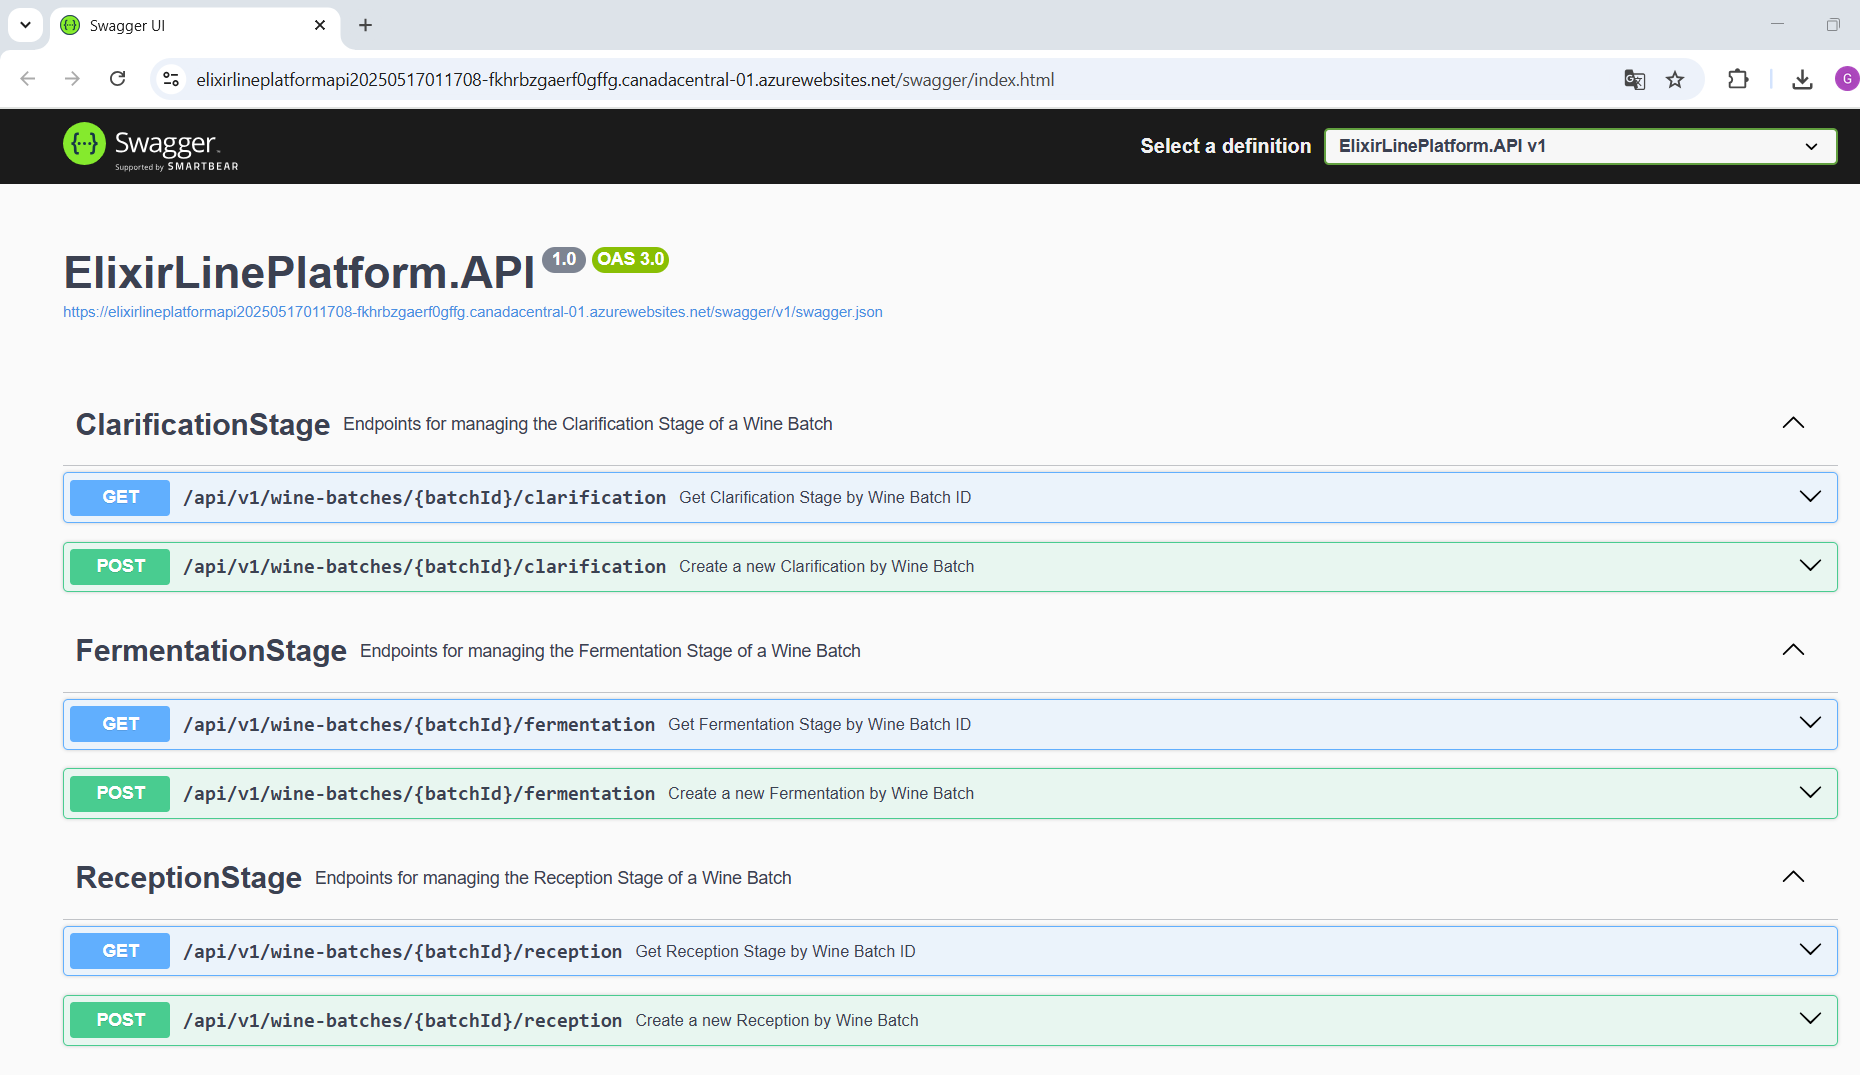 Swagger UI
elixirlineplatformapi20250517011708-fkhrbzgaerf0gffg.canadacentral-01.azurewebsites.net/swagger/index.html
G
Swagger
Supported by SMARTBEAR
Select a definition
ElixirLinePlatform.API v1
ElixirLinePlatform.API 1.0 OAS 3.0
https://elixirlineplatformapi20250517011708-fkhrbzgaerf0gffg.canadacentral-01.azurewebsites.net/swagger/v1/swagger.json
ClarificationStage Endpoints for managing the Clarification Stage of a Wine Batch
GET /api/v1/wine-batches/{batchId}/clarification Get Clarification Stage by Wine Batch ID
POST /api/v1/wine-batches/{batchId}/clarification Create a new Clarification by Wine Batch
FermentationStage Endpoints for managing the Fermentation Stage of a Wine Batch
GET /api/v1/wine-batches/{batchId}/fermentation Get Fermentation Stage by Wine Batch ID
POST /api/v1/wine-batches/{batchId}/fermentation Create a new Fermentation by Wine Batch
ReceptionStage Endpoints for managing the Reception Stage of a Wine Batch
GET /api/v1/wine-batches/{batchId}/reception Get Reception Stage by Wine Batch ID
POST /api/v1/wine-batches/{batchId}/reception Create a new Reception by Wine Batch